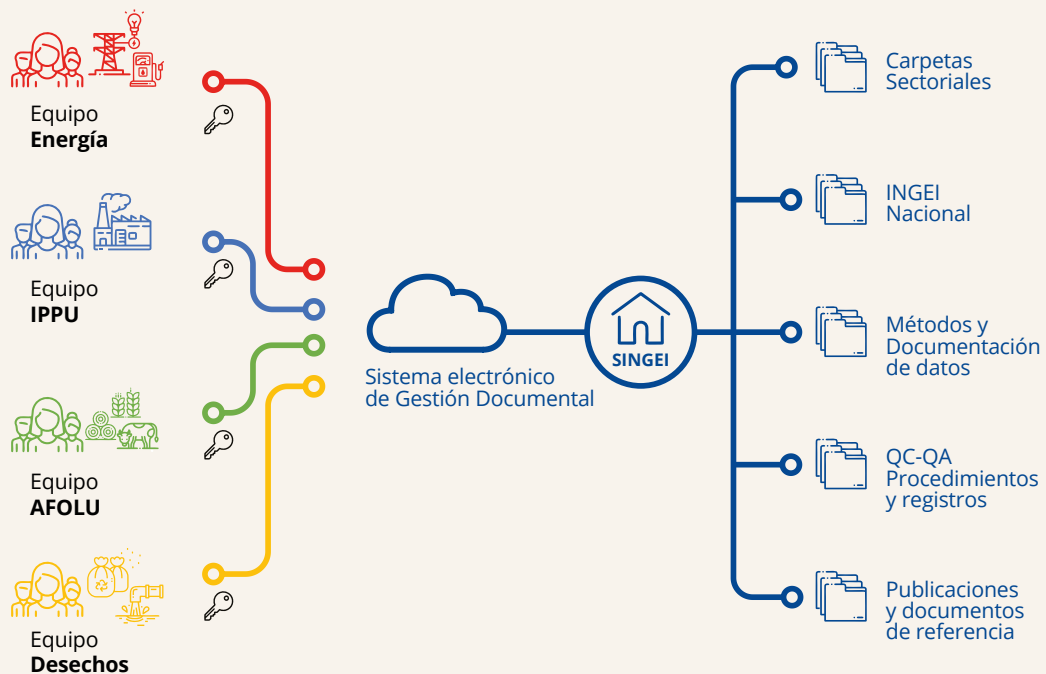 Equipo
Energía
Equipo
IPPU
Equipo
AFOLU
Equipo
Desechos
Sistema electrónico
de Gestión Documental
SINGEI
Carpetas
Sectoriales
INGEI
Nacional
Métodos y
Documentación
de datos
QC-QA
Procedimientos
y registros
Publicaciones
y documentos
de referencia